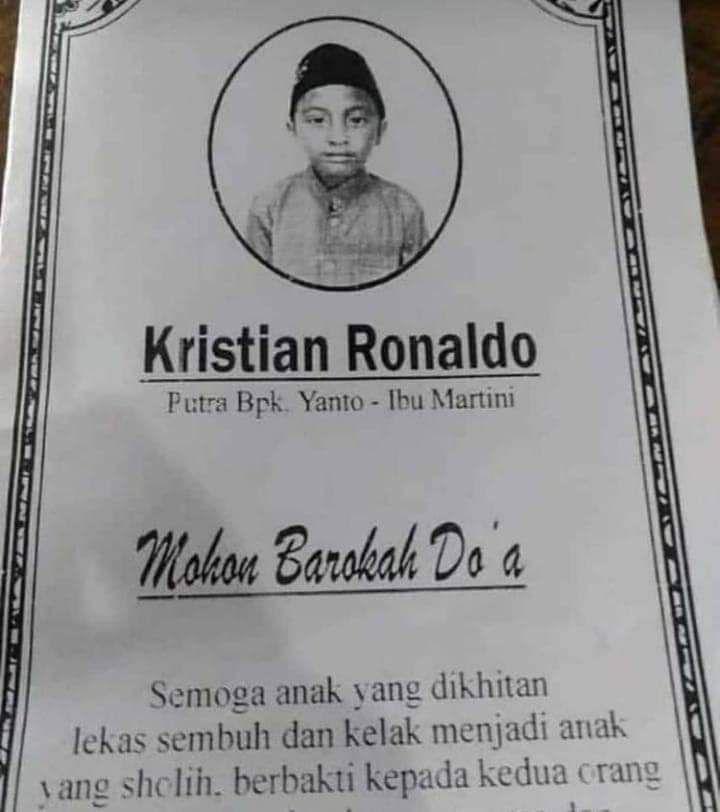 Kristian Ronaldo
Putra Bpk. Yanto - Ibu Martini
Mohon Barokah Do'a
Semoga anak yang dikhitan
lekas sembuh dan kelak menjadi anak
yang sholih, berbakti kepada kedua orang